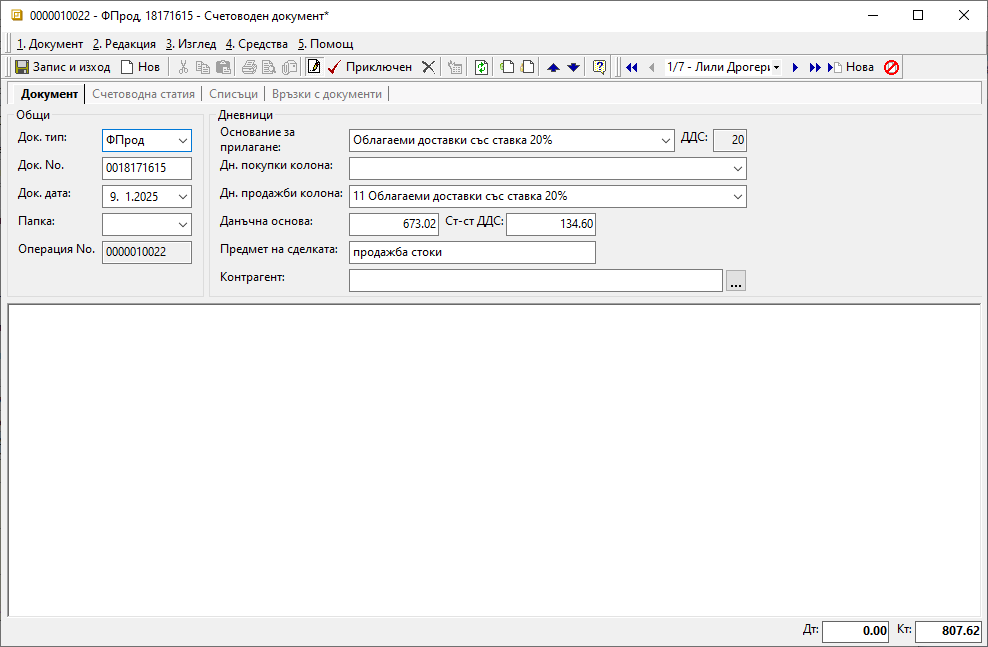 0000010022 - ФПрод, 18171615 - Счетоводен документ*
1. Документ 2. Редакция 3. Изглед 4. Средства 5. Помощ
Запис и изход Нов Приключен 1/7 - Лили Дрогери Нова
Документ Счетоводна статия Списъци Връзки с документи
Общи
Док. тип: ФПрод
Док. No. 0018171615
Док. дата: 9. 1.2025
Папка:
Операция No. 0000010022
Дневници
Основание за прилагане: Облагаеми доставки със ставка 20% ДДС: 20
Дн. покупки колона:
Дн. продажби колона: 11 Облагаеми доставки със ставка 20%
Данъчна основа: 673.02 Ст-ст ДДС: 134.60
Предмет на сделката: продажба стоки
Контрагент: ...
Дт: 0.00 Кт: 807.62